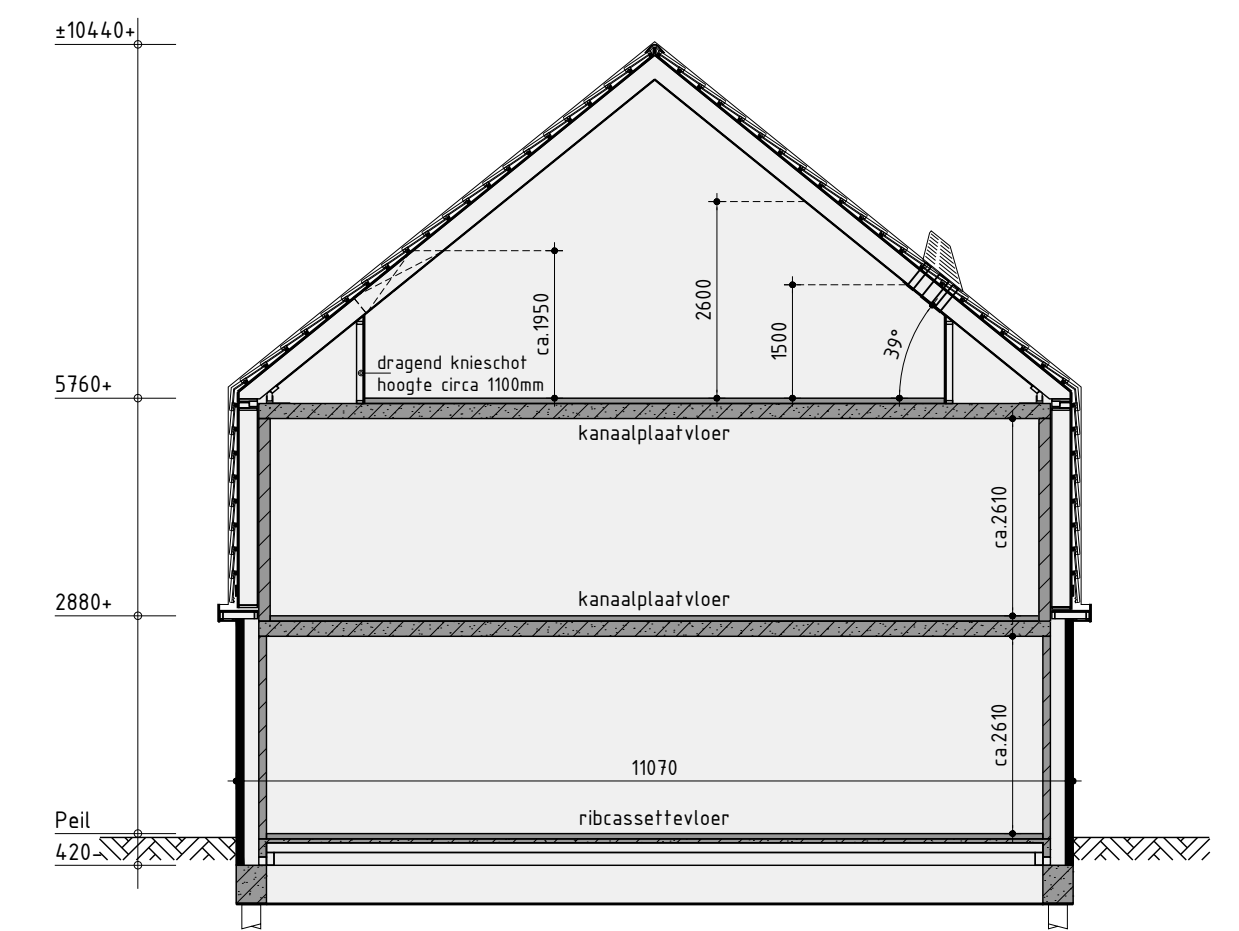 ±10440+
2600
ca.1950
1500
39°
dragend knieschot
hoogte circa 1100mm
5760+
kanaalplaatvloer
ca.2610
2880+
kanaalplaatvloer
ca.2610
11070
Peil
ribcassettevloer
420-